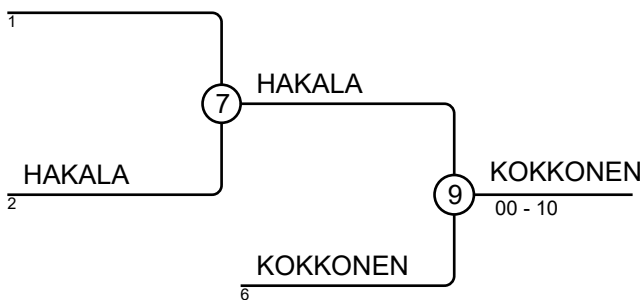 1
7
HAKALA
HAKALA
2
9
KOKKONEN
00 - 10
KOKKONEN
6